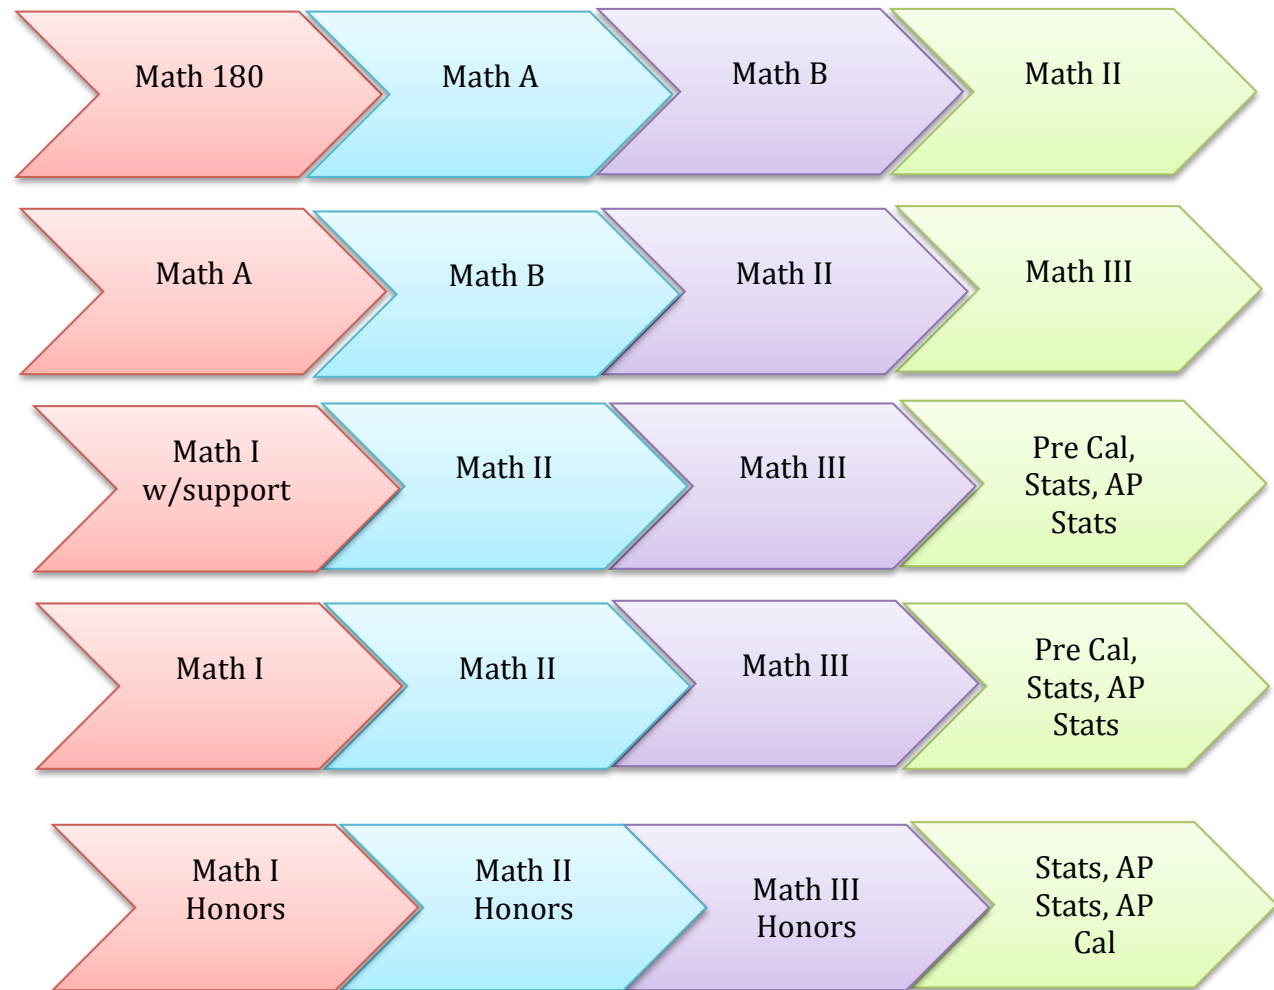 Math 180
Math A
Math B
Math II
Math A
Math B
Math II
Math III
Math I
w/support
Math II
Math III
Pre Cal,
Stats, AP
Stats
Math I
Math II
Math III
Pre Cal,
Stats, AP
Stats
Math I
Honors
Math II
Honors
Math III
Honors
Stats, AP
Stats, AP
Cal